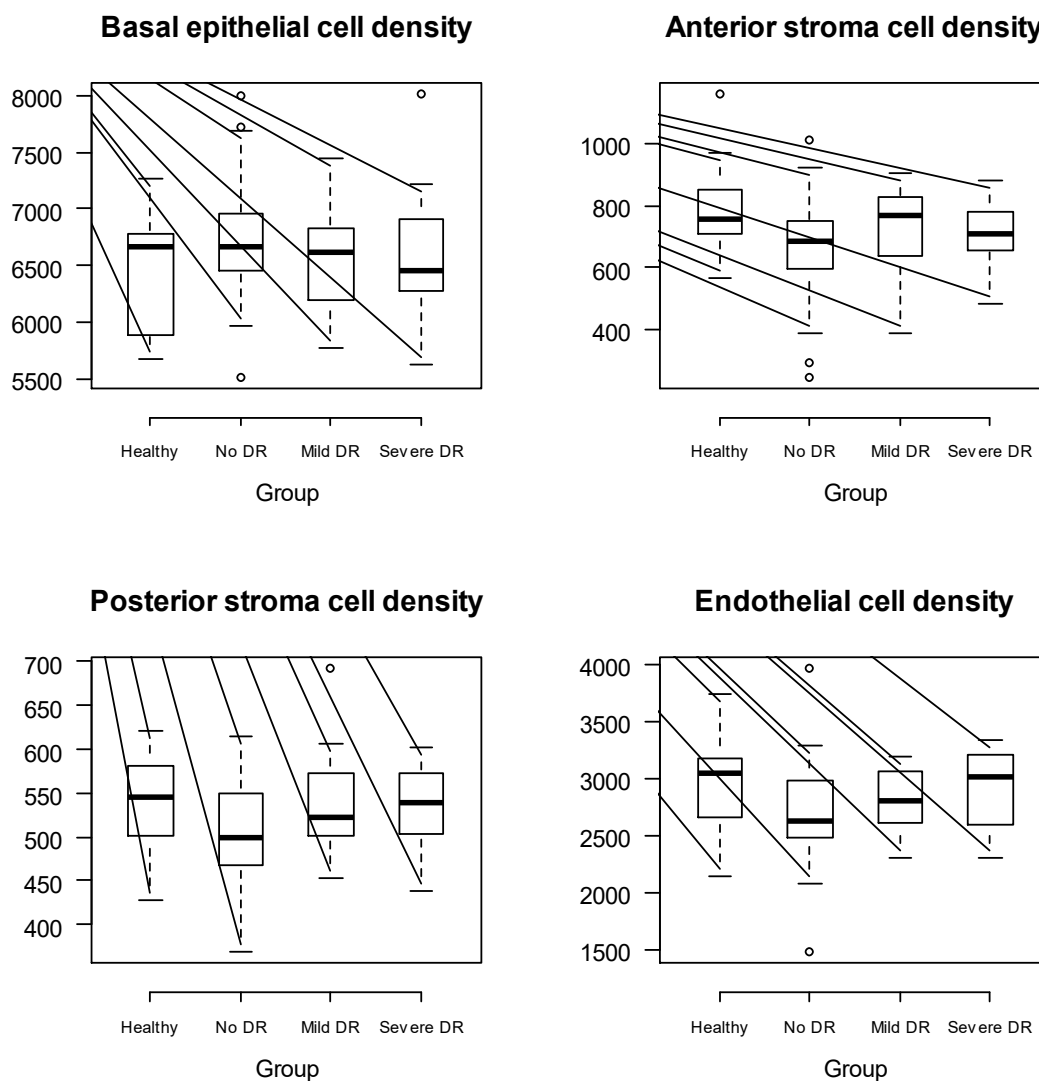 Basal epithelial cell density
8000
7500
7000
6500
6000
5500
Healthy No DR Mild DR Severe DR
Group
Anterior stroma cell density
1000
800
600
400
Healthy No DR Mild DR Severe DR
Group
Posterior stroma cell density
700
650
600
550
500
450
400
Healthy No DR Mild DR Severe DR
Group
Endothelial cell density
4000
3500
3000
2500
2000
1500
Healthy No DR Mild DR Severe DR
Group